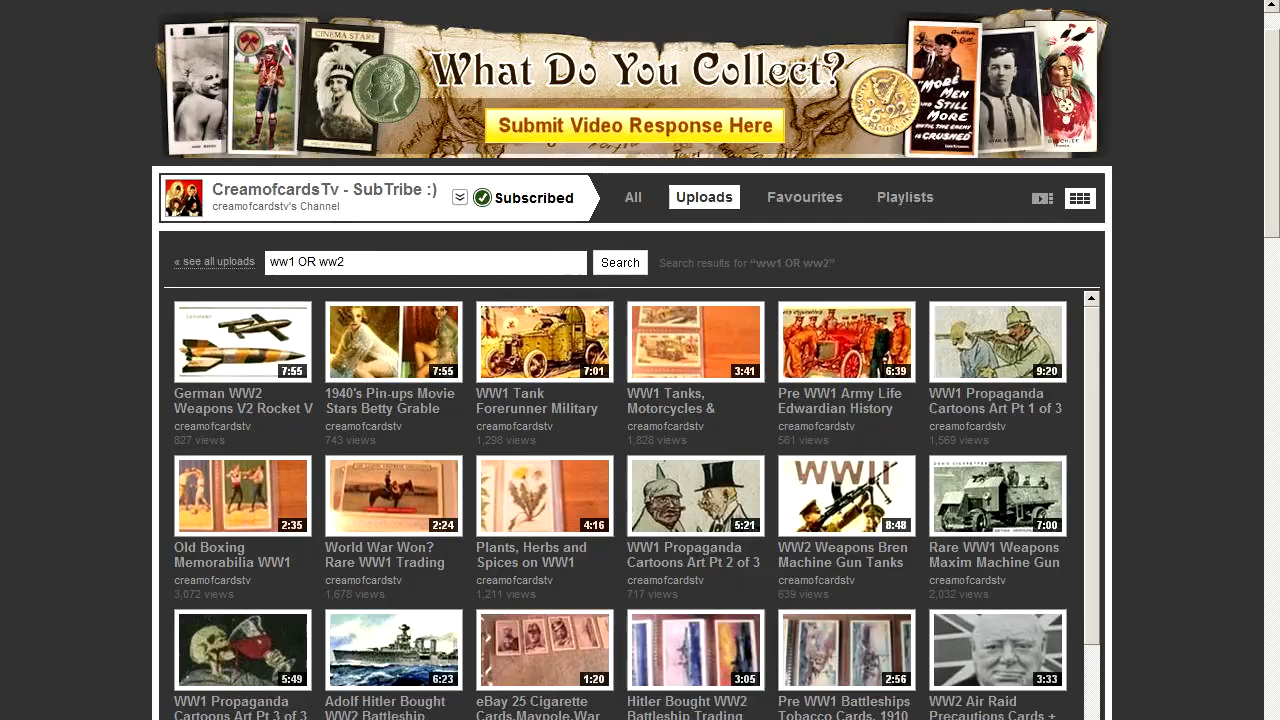 CINEMA STARS
What Do You Collect?
Submit Video Response Here
"MORE
MEN
AND STILL
MORE
UNTIL THE ENEMY
IS CRUSHED"
CreamofcardsTv - SubTribe :)
creamofcardstv's Channel
Subscribed
All
Uploads
Favourites
Playlists
« see all uploads
ww1 OR ww2
Search
Search results for “ww1 OR ww2”
7:55
7:55
7:01
3:41
6:39
9:20
German WW2
Weapons V2 Rocket V
creamofcardstv
827 views
1940's Pin-ups Movie
Stars Betty Grable
creamofcardstv
743 views
WW1 Tank
Forerunner Military
creamofcardstv
1,298 views
WW1 Tanks,
Motorcycles &
creamofcardstv
1,828 views
Pre WW1 Army Life
Edwardian History
creamofcardstv
561 views
WW1 Propaganda
Cartoons Art Pt 1 of 3
creamofcardstv
1,569 views
2:35
2:24
4:16
5:21
WWII
8:48
7:00
Old Boxing
Memorabilia WW1
creamofcardstv
3,072 views
World War Won?
Rare WW1 Trading
creamofcardstv
1,678 views
Plants, Herbs and
Spices on WW1
creamofcardstv
1,211 views
WW1 Propaganda
Cartoons Art Pt 2 of 3
creamofcardstv
717 views
WW2 Weapons Bren
Machine Gun Tanks
creamofcardstv
639 views
Rare WW1 Weapons
Maxim Machine Gun
creamofcardstv
2,032 views
5:49
6:23
1:20
3:05
2:56
3:33
WW1 Propaganda
Cartoons Art Pt 3 of 3
Adolf Hitler Bought
WW2 Battleship
eBay 25 Cigarette
Cards,Maypole,War
Hitler Bought WW2
Battleship Trading
Pre WW1 Battleships
Tobacco Cards, 1910
WW2 Air Raid
Precautions Cards +